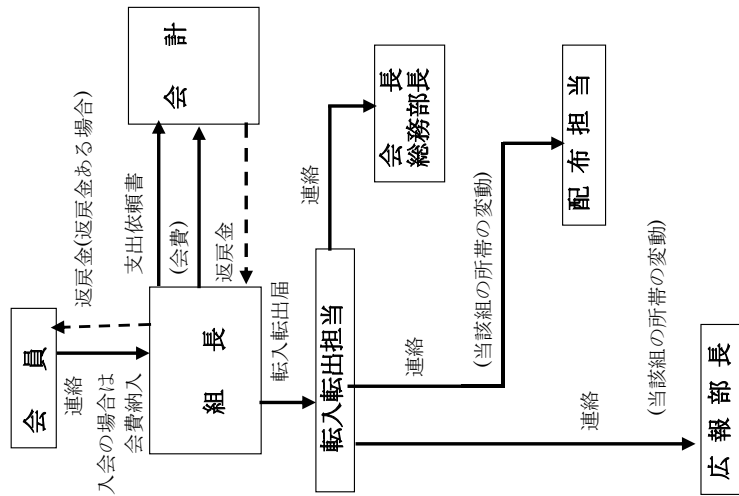 会員
連絡
入会の場合は
会費納入
返戻金(返戻金ある場合)
組長
支出依頼書
(会費)
返戻金
会計
転入転出届
転入転出担当
連絡
会長
総務部長
連絡
(当該組の所帯の変動)
配布担当
連絡
(当該組の所帯の変動)
広報部長